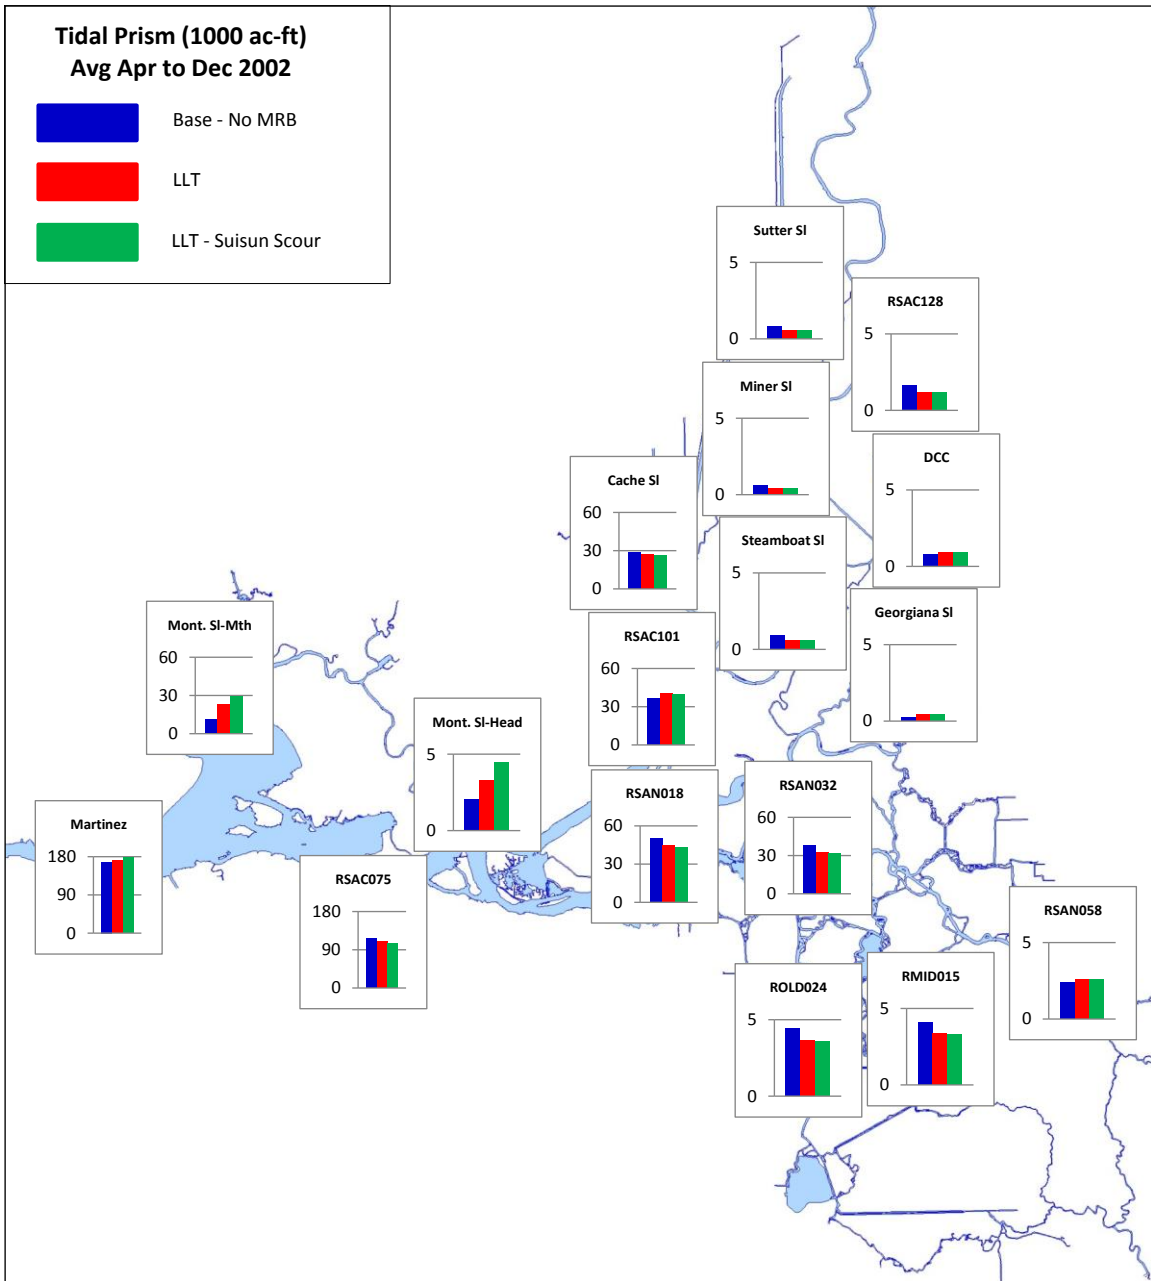 Tidal Prism (1000 ac-ft)
Avg Apr to Dec 2002
Base - No MRB
LLT
LLT - Suisun Scour
Sutter Sl
5
0
RSAC128
5
0
Miner Sl
5
0
DCC
5
0
Cache Sl
60
30
0
Steamboat Sl
5
0
Georgiana Sl
5
0
Mont. Sl-Mth
60
30
0
RSAC101
60
30
0
Mont. Sl-Head
5
0
RSAN018
60
30
0
RSAN032
60
30
0
Martinez
180
90
0
RSAC075
180
90
0
RSAN058
5
0
ROLD024
5
0
RMID015
5
0